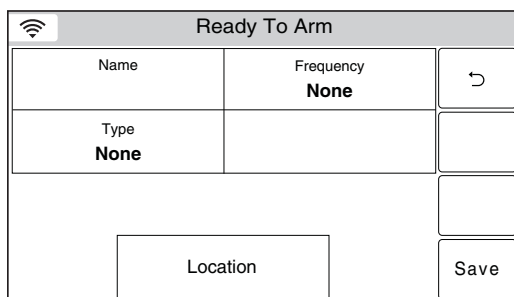 Ready To Arm
Name
Frequency
None
Type
None
Location
Save